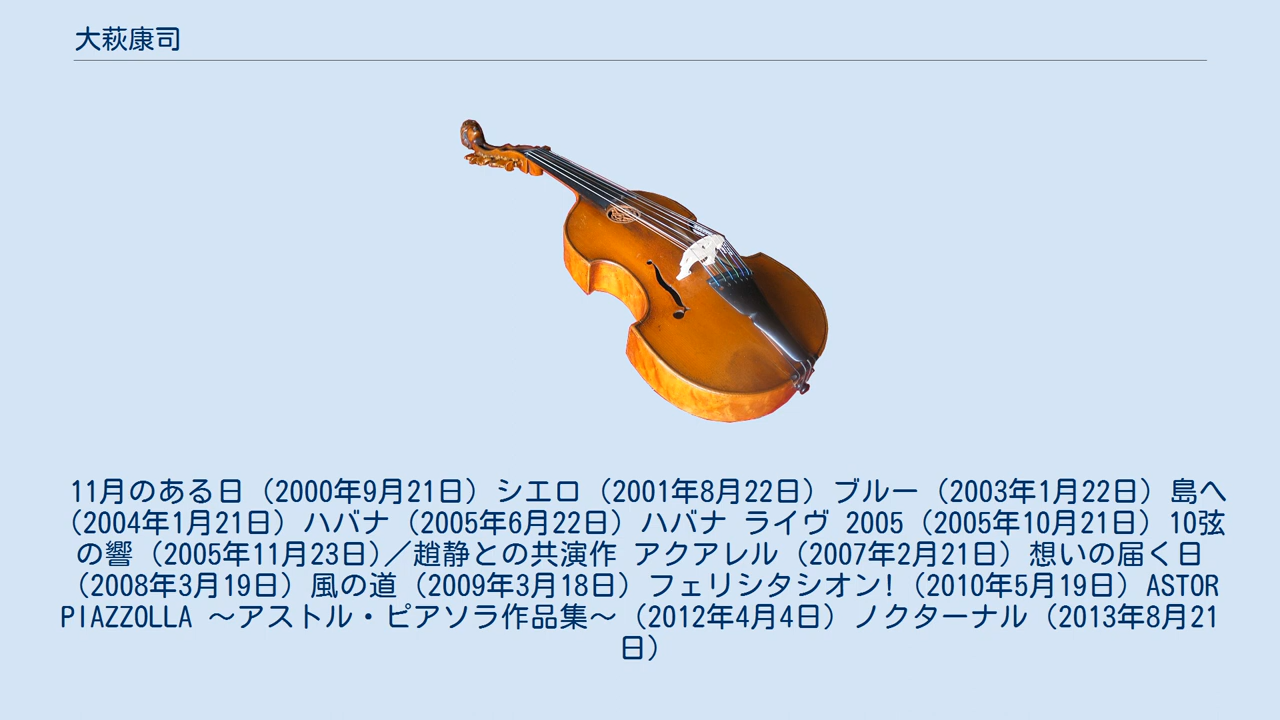 大萩康司
11月のある日（2000年9月21日）シエロ（2001年8月22日）ブルー（2003年1月22日）島へ
（2004年1月21日）ハバナ（2005年6月22日）ハバナ ライヴ 2005（2005年10月21日）10弦
の響（2005年11月23日)／趙静との共演作 アクアレル（2007年2月21日）想いの届く日
（2008年3月19日）風の道（2009年3月18日）フェリシタシオン!（2010年5月19日）ASTOR
PIAZZOLLA ～アストル・ピアソラ作品集～（2012年4月4日）ノクターナル（2013年8月21
日）